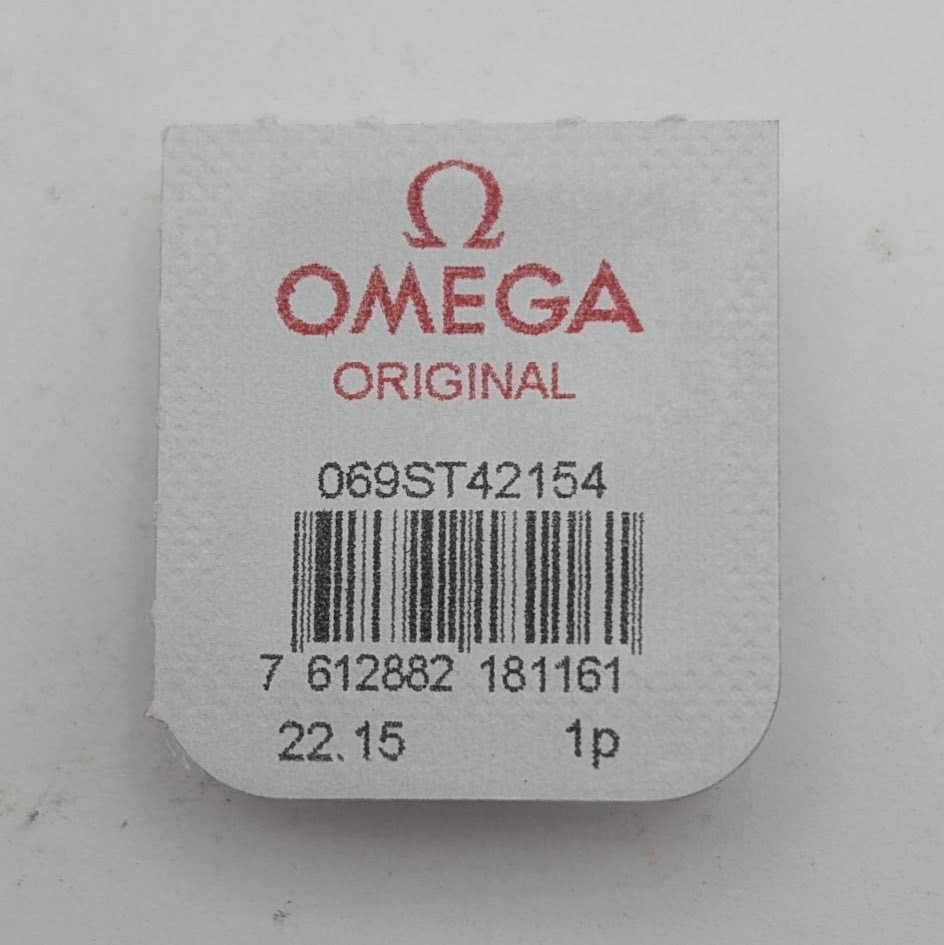 Ω
OMEGA
ORIGINAL
069ST42154
7 612882 181161
22.15 1p